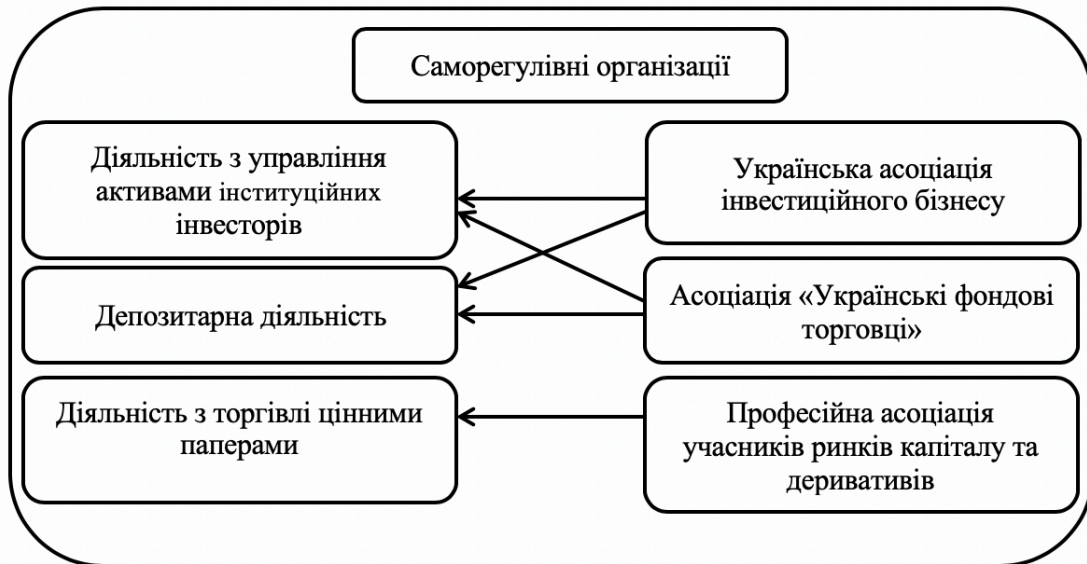 Саморегулівні організації
Діяльність з управління
активами інституційних
інвесторів
Депозитарна діяльність
Діяльність з торгівлі цінними
паперами
Українська асоціація
інвестиційного бізнесу
Асоціація «Українські фондові
торговці»
Професійна асоціація
учасників ринків капіталу та
деривативів